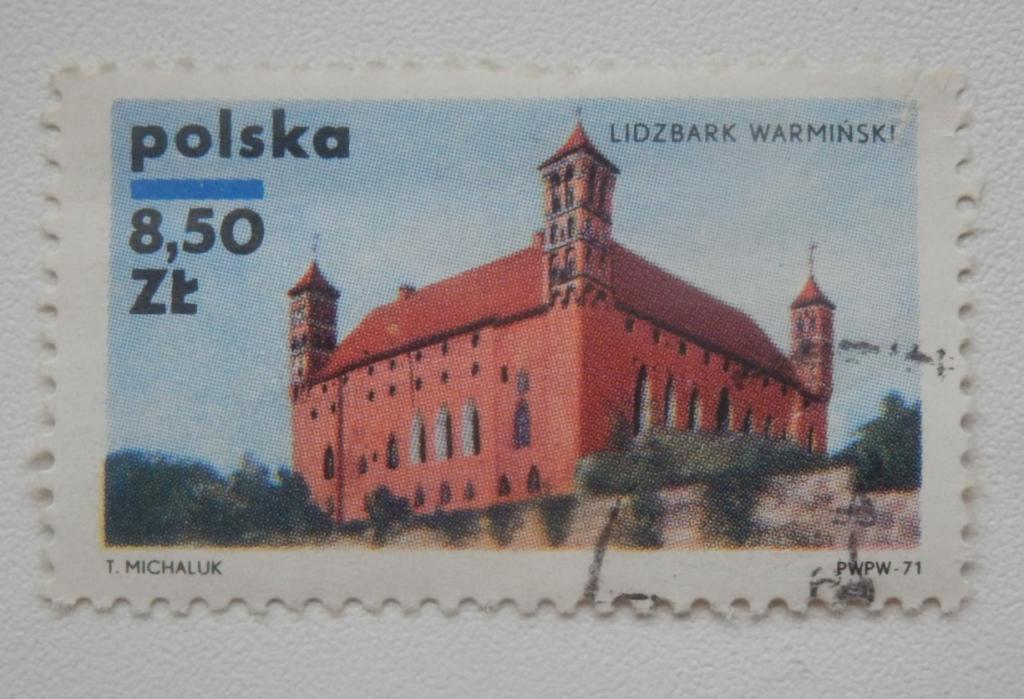 polska
8,50
ZŁ
LIDZBARK WARMIŃSKI
T. MICHALUK
PWPW-71